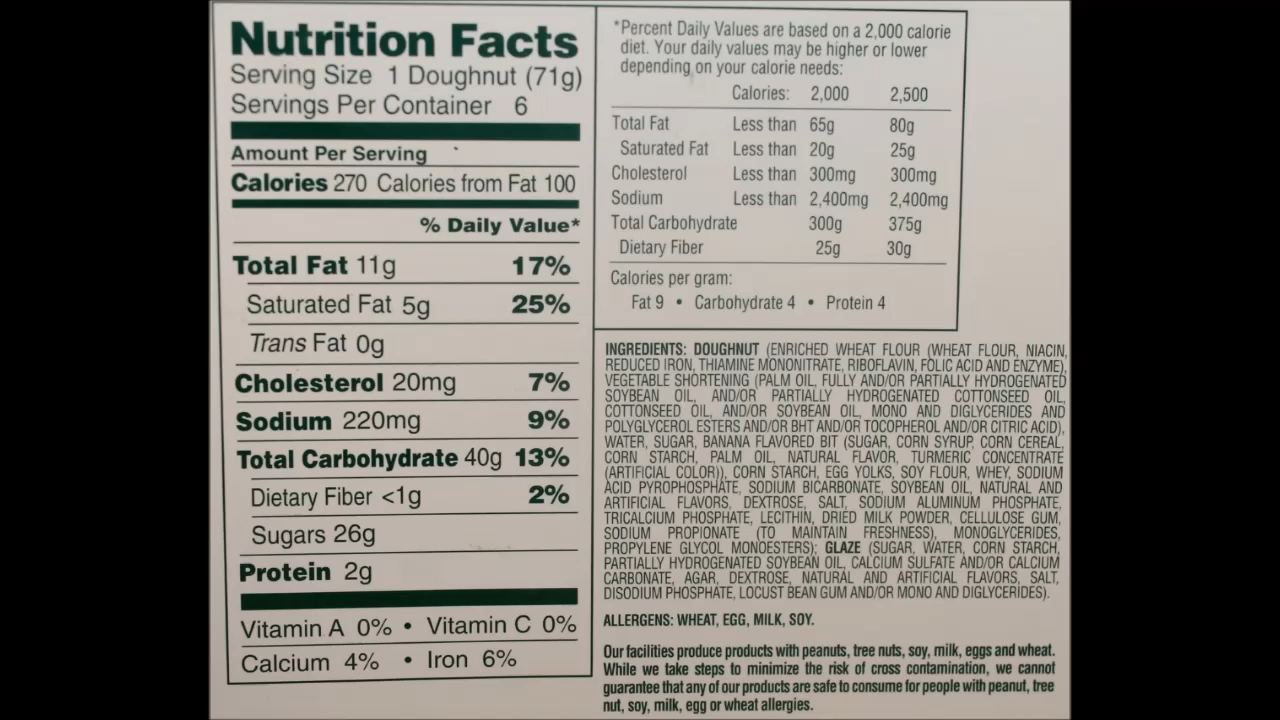 Nutrition Facts
Serving Size 1 Doughnut (71g)
Servings Per Container 6
Amount Per Serving
Calories 270 Calories from Fat 100
% Daily Value*
Total Fat 11g 17%
Saturated Fat 5g 25%
Trans Fat 0g
Cholesterol 20mg 7%
Sodium 220mg 9%
Total Carbohydrate 40g 13%
Dietary Fiber <1g 2%
Sugars 26g
Protein 2g
Vitamin A 0% • Vitamin C 0%
Calcium 4% • Iron 6%
*Percent Daily Values are based on a 2,000 calorie
diet. Your daily values may be higher or lower
depending on your calorie needs:
Calories: 2,000 2,500
Total Fat Less than 65g 80g
Saturated Fat Less than 20g 25g
Cholesterol Less than 300mg 300mg
Sodium Less than 2,400mg 2,400mg
Total Carbohydrate 300g 375g
Dietary Fiber 25g 30g
Calories per gram:
Fat 9 • Carbohydrate 4 • Protein 4
INGREDIENTS: DOUGHNUT (ENRICHED WHEAT FLOUR (WHEAT FLOUR, NIACIN,
REDUCED IRON, THIAMINE MONONITRATE, RIBOFLAVIN, FOLIC ACID AND ENZYME),
VEGETABLE SHORTENING (PALM OIL, FULLY AND/OR PARTIALLY HYDROGENATED
SOYBEAN OIL, AND/OR PARTIALLY HYDROGENATED COTTONSEED OIL,
COTTONSEED OIL, AND/OR SOYBEAN OIL, MONO AND DIGLYCERIDES AND
POLYGLYCEROL ESTERS AND/OR BHT AND/OR TOCOPHEROL AND/OR CITRIC ACID),
WATER, SUGAR, BANANA FLAVORED BIT (SUGAR, CORN SYRUP, CORN CEREAL,
CORN STARCH, PALM OIL, NATURAL FLAVOR, TURMERIC CONCENTRATE
(ARTIFICIAL COLOR)), CORN STARCH, EGG YOLKS, SOY FLOUR, WHEY, SODIUM
ACID PYROPHOSPHATE, SODIUM BICARBONATE, SOYBEAN OIL, NATURAL AND
ARTIFICIAL FLAVORS, DEXTROSE, SALT, SODIUM ALUMINUM PHOSPHATE,
TRICALCIUM PHOSPHATE, LECITHIN, DRIED MILK POWDER, CELLULOSE GUM,
SODIUM PROPIONATE (TO MAINTAIN FRESHNESS), MONOGLYCERIDES,
PROPYLENE GLYCOL MONOESTERS); GLAZE (SUGAR, WATER, CORN STARCH,
PARTIALLY HYDROGENATED SOYBEAN OIL, CALCIUM SULFATE AND/OR CALCIUM
CARBONATE, AGAR, DEXTROSE, NATURAL AND ARTIFICIAL FLAVORS, SALT,
DISODIUM PHOSPHATE, LOCUST BEAN GUM AND/OR MONO AND DIGLYCERIDES).
ALLERGENS: WHEAT, EGG, MILK, SOY.
Our facilities produce products with peanuts, tree nuts, soy, milk, eggs and wheat.
While we take steps to minimize the risk of cross contamination, we cannot
guarantee that any of our products are safe to consume for people with peanut, tree
nut, soy, milk, egg or wheat allergies.